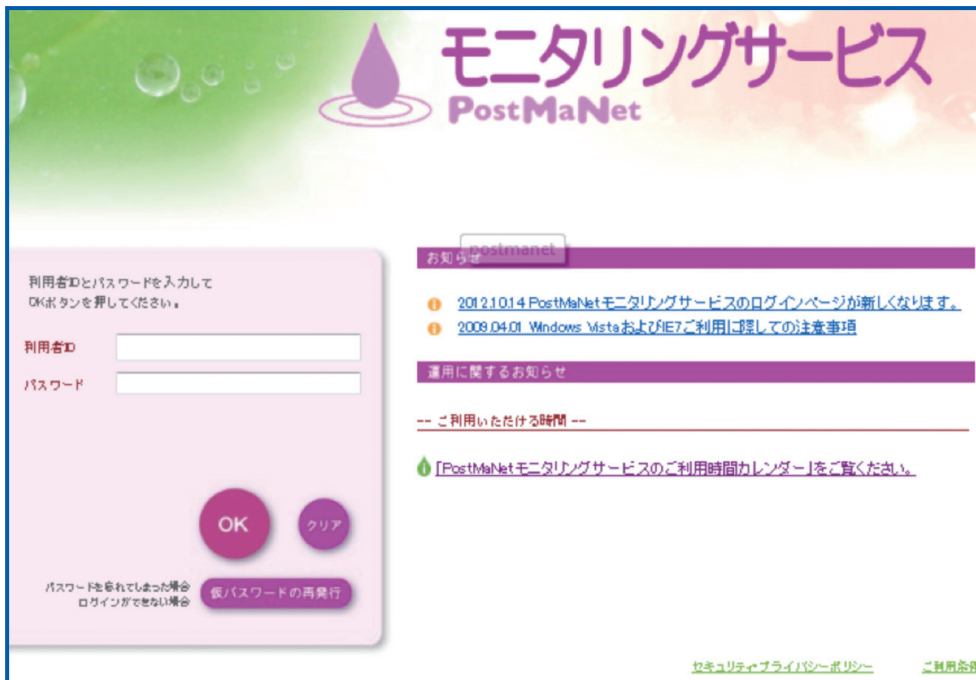 モニタリングサービス
PostMaNet
利用者IDとパスワードを入力して
OKボタンを押してください。
利用者ID
パスワード
OK
クリア
パスワードを忘れてしまった場合
ログインができない場合
仮パスワードの再発行
お知らせ
postmanet
2012.10.14 PostMaNetモニタリングサービスのログインページが新しくなります。
2009.04.01 Windows VistaおよびIE7ご利用に際しての注意事項
運用に関するお知らせ
-- ご利用いただける時間 --
「PostMaNetモニタリングサービスのご利用時間カレンダー」をご覧ください。
セキュリティ・プライバシーポリシー
ご利用条件